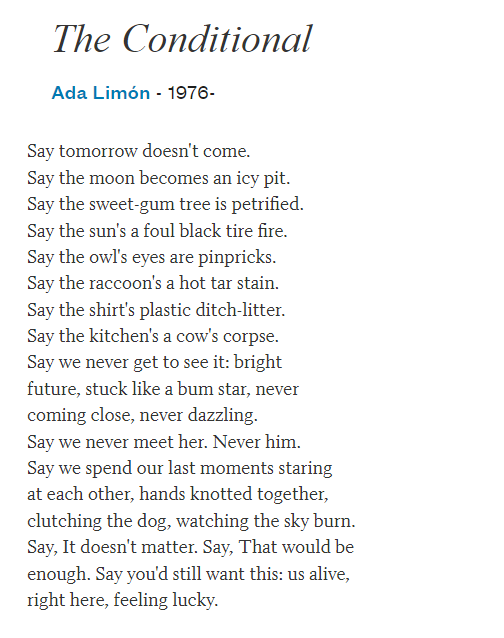 The Conditional
Ada Limón - 1976-
Say tomorrow doesn't come.
Say the moon becomes an icy pit.
Say the sweet-gum tree is petrified.
Say the sun's a foul black tire fire.
Say the owl's eyes are pinpricks.
Say the raccoon's a hot tar stain.
Say the shirt's plastic ditch-litter.
Say the kitchen's a cow's corpse.
Say we never get to see it: bright
future, stuck like a bum star, never
coming close, never dazzling.
Say we never meet her. Never him.
Say we spend our last moments staring
at each other, hands knotted together,
clutching the dog, watching the sky burn.
Say, It doesn't matter. Say, That would be
enough. Say you'd still want this: us alive,
right here, feeling lucky.